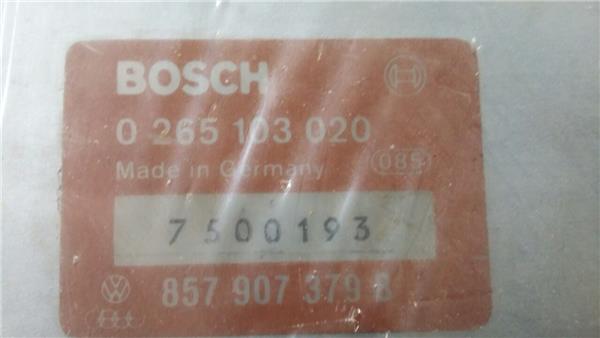 BOSCH
0 265 103 020
Made in Germany 085
7500193
857 907 379 B